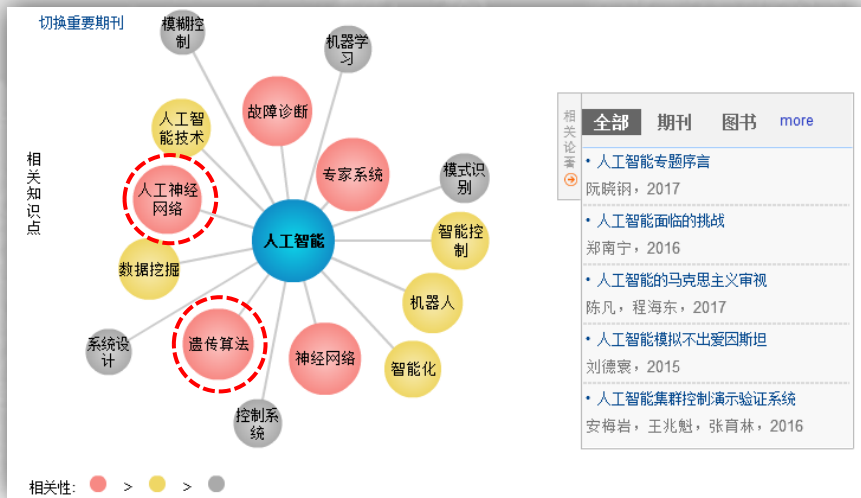 切换重要期刊
相关知识点
模糊
控制
机器学
习
故障诊断
人工智
能技术
专家系统
模式识
别
人工神经
网络
人工智能
智能控
制
数据挖掘
机器人
系统设
计
遗传算法
神经网络
智能化
控制系
统
相关性: > >
相关论著
全部 期刊 图书 more
• 人工智能专题序言
阮晓钢，2017
• 人工智能面临的挑战
郑南宁，2016
• 人工智能的马克思主义审视
陈凡，程海东，2017
• 人工智能模拟不出爱因斯坦
刘德寰，2015
• 人工智能集群控制演示验证系统
安梅岩，王兆魁，张育林，2016